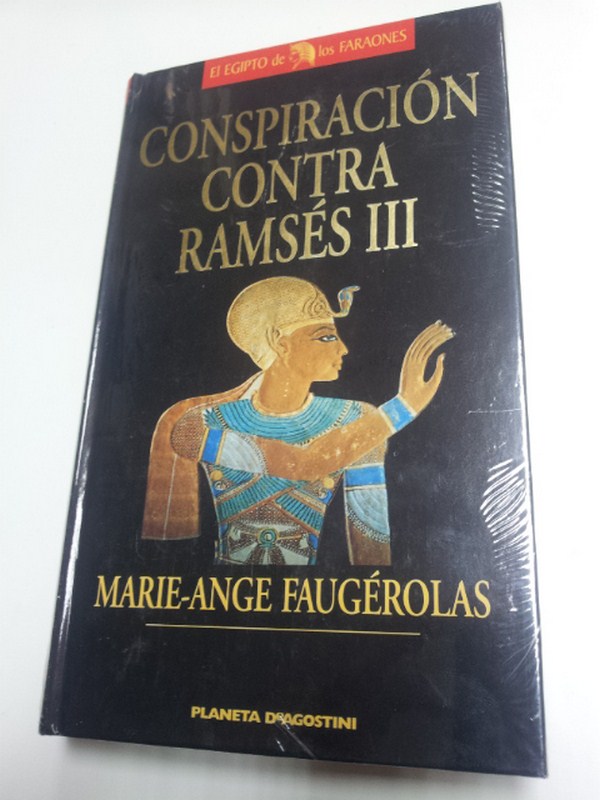 El EGIPTO de los FARAONES
CONSPIRACIÓN
CONTRA
RAMSÉS III
MARIE-ANGE FAUGÉROLAS
PLANETA DeAGOSTINI